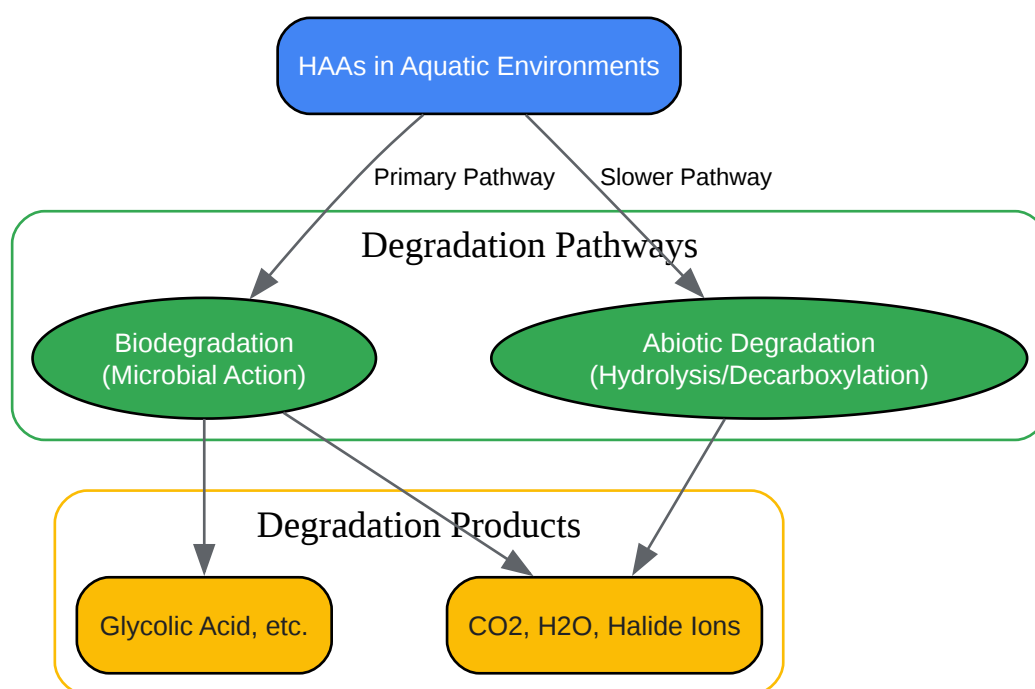 HAAs in Aquatic Environments
Primary Pathway
Slower Pathway
Degradation Pathways
Biodegradation
(Microbial Action)
Abiotic Degradation
(Hydrolysis/Decarboxylation)
Degradation Products
Glycolic Acid, etc.
CO2, H2O, Halide Ions